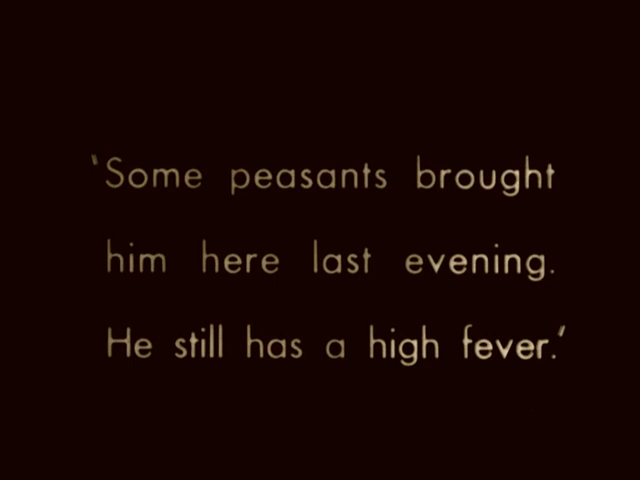 'Some peasants brought
him here last evening.
He still has a high fever.'